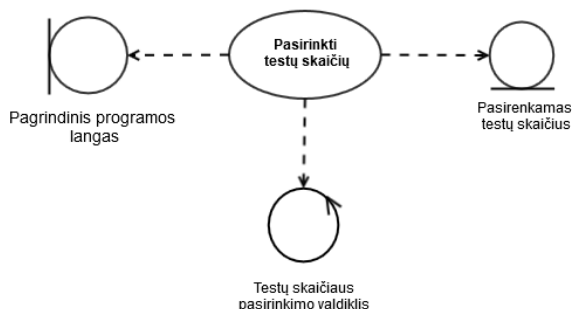 Pasirinkti
testų skaičių
Pagrindinis programos
langas
Pasirenkamas
testų skaičius
Testų skaičiaus
pasirinkimo valdiklis